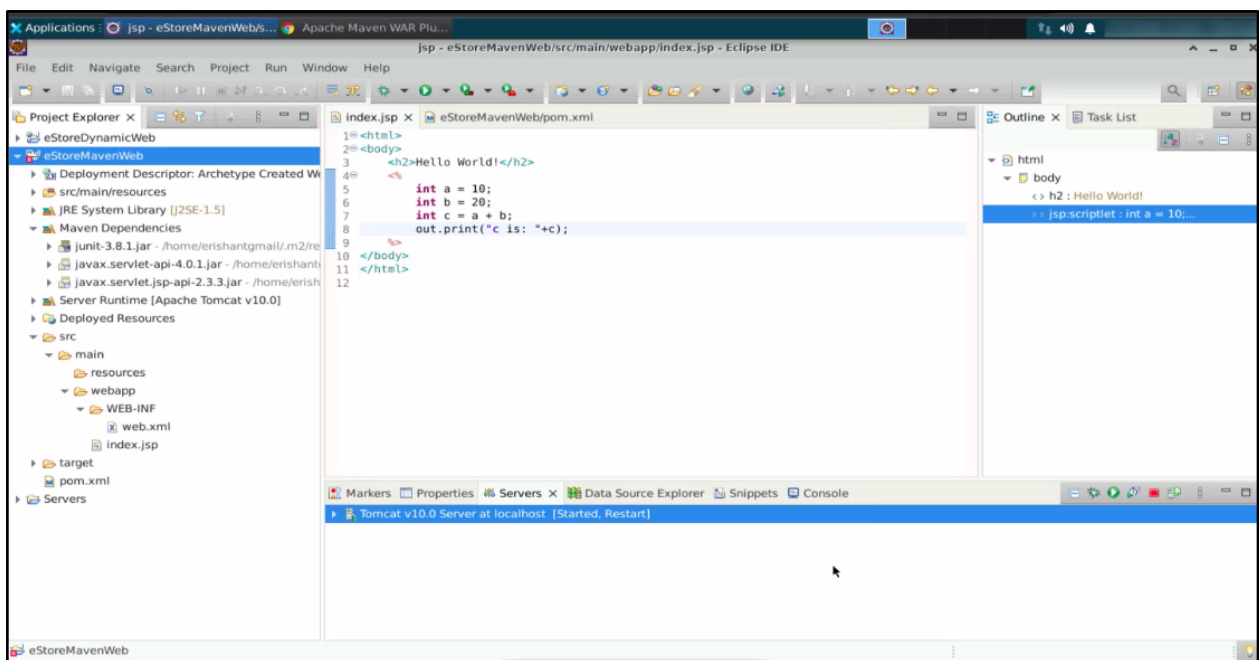 Applications : jsp - eStoreMavenWeb/s... Apache Maven WAR Plu...
jsp - eStoreMavenWeb/src/main/webapp/index.jsp - Eclipse IDE
File Edit Navigate Search Project Run Window Help
Project Explorer
eStoreDynamicWeb
eStoreMavenWeb
Deployment Descriptor: Archetype Created We
src/main/resources
JRE System Library [J2SE-1.5]
Maven Dependencies
junit-3.8.1.jar - /home/erishantgmail/.m2/re
javax.servlet-api-4.0.1.jar - /home/erishant
javax.servlet.jsp-api-2.3.3.jar - /home/erish
Server Runtime [Apache Tomcat v10.0]
Deployed Resources
src
main
resources
webapp
WEB-INF
web.xml
index.jsp
target
pom.xml
Servers
index.jsp eStoreMavenWeb/pom.xml
1 <html>
2 <body>
3 <h2>Hello World!</h2>
4 <%
5 int a = 10;
6 int b = 20;
7 int c = a + b;
8 out.print("c is: "+c);
9 %>
10 </body>
11 </html>
12
Outline Task List
html
body
h2 : Hello World!
jsp:scriptlet : int a = 10;...
Markers Properties Servers Data Source Explorer Snippets Console
Tomcat v10.0 Server at localhost [Started, Restart]
eStoreMavenWeb